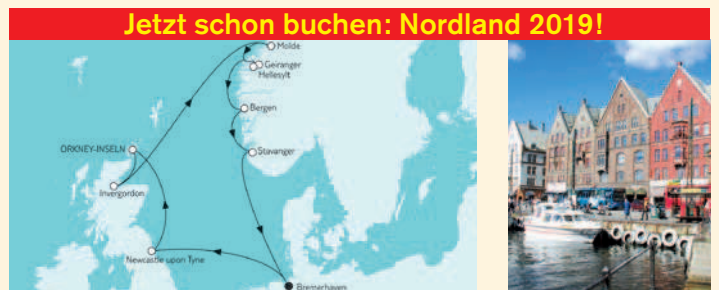 Jetzt schon buchen: Nordland 2019!
Molde
Geiranger
Hellesylt
Bergen
ORKNEY-INSELN
Stavanger
Invergordon
Newcastle upon Tyne
Bremerhaven